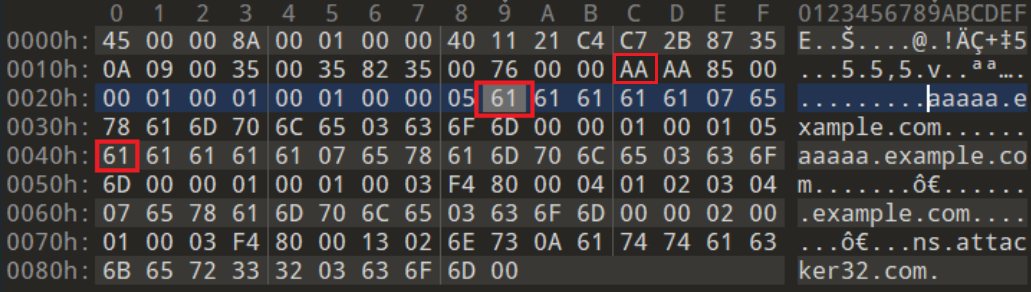 0 1 2 3 4 5 6 7 8 9 A B C D E F 0123456789ABCDEF
0000h: 45 00 00 8A 00 01 00 00 40 11 21 C4 C7 2B 87 35 E..Š....@.!ÄÇ+‡5
0010h: 0A 09 00 35 00 35 82 35 00 76 00 00 AA AA 85 00 ...5.5‚5.v..ªª….
0020h: 00 01 00 01 00 01 00 00 05 61 61 61 61 61 07 65 .........aaaaa.e
0030h: 78 61 6D 70 6C 65 03 63 6F 6D 00 00 01 00 01 05 xample.com......
0040h: 61 61 61 61 61 07 65 78 61 6D 70 6C 65 03 63 6F aaaaa.example.co
0050h: 6D 00 00 01 00 01 00 03 F4 80 00 04 01 02 03 04 m.......ô€......
0060h: 07 65 78 61 6D 70 6C 65 03 63 6F 6D 00 00 02 00 .example.com....
0070h: 01 00 03 F4 80 00 13 02 6E 73 0A 61 74 74 61 63 ...ô€...ns.attac
0080h: 6B 65 72 33 32 03 63 6F 6D 00 ker32.com.